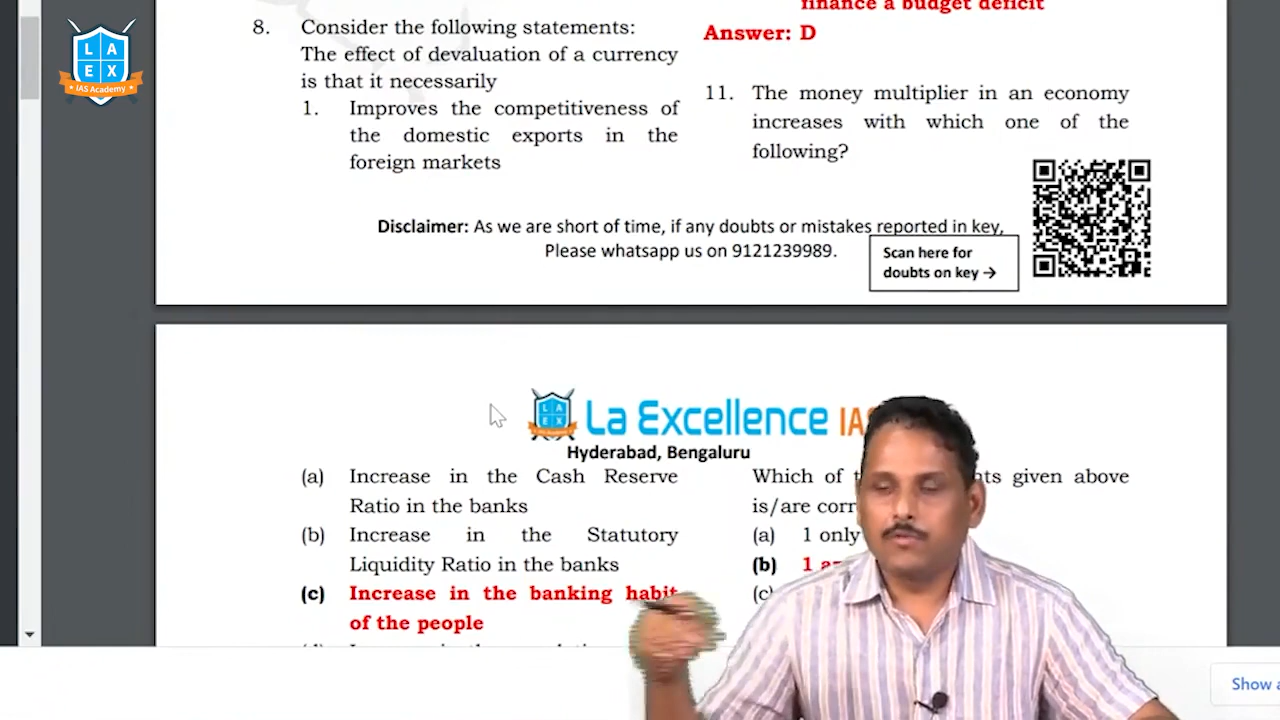 L A
E X
IAS Academy
finance a budget deficit
Answer: D
8. Consider the following statements:
The effect of devaluation of a currency
is that it necessarily
1. Improves the competitiveness of
the domestic exports in the
foreign markets
11. The money multiplier in an economy
increases with which one of the
following?
Disclaimer: As we are short of time, if any doubts or mistakes reported in key,
Please whatsapp us on 9121239989.
Scan here for
doubts on key →
L A
E X
La Excellence IA
Hyderabad, Bengaluru
(a) Increase in the Cash Reserve
Ratio in the banks
(b) Increase in the Statutory
Liquidity Ratio in the banks
(c) Increase in the banking habit
of the people
Which of given above
is/are
(a) 1 only
(b) 1
(c)
Show